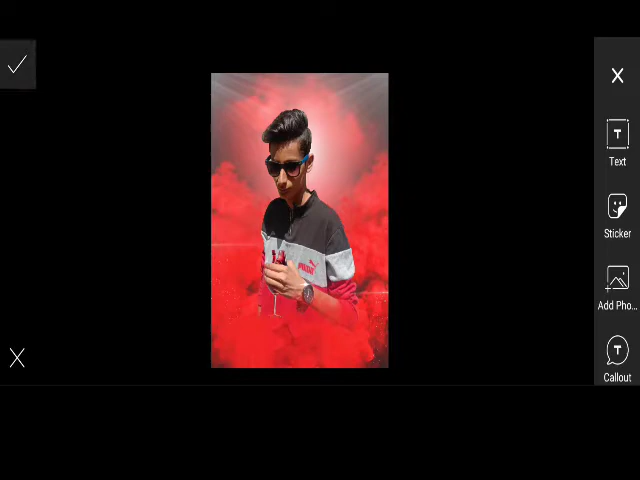 T
Text
Sticker
Add Pho...
T
Callout
PUMA